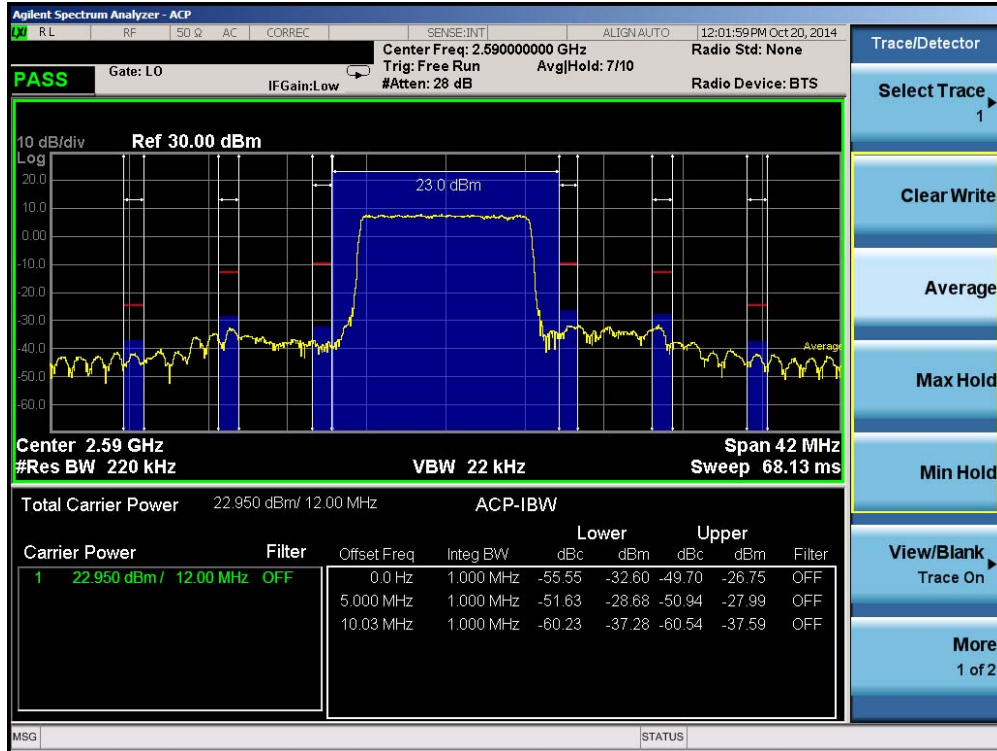 Agilent Spectrum Analyzer - ACP
LXI RL RF 50 Ω AC CORREC SENSE:INT ALIGN AUTO 12:01:59 PM Oct 20, 2014
Center Freq: 2.590000000 GHz Radio Std: None
Gate: LO Trig: Free Run Avg|Hold: 7/10
PASS IFGain:Low #Atten: 28 dB Radio Device: BTS
10 dB/div Ref 30.00 dBm
Log
20.0
23.0 dBm
10.0
0.00
-10.0
-20.0
-30.0
-40.0
Average
-50.0
-60.0
Center 2.59 GHz Span 42 MHz
#Res BW 220 kHz VBW 22 kHz Sweep 68.13 ms
Total Carrier Power 22.950 dBm/ 12.00 MHz ACP-IBW
Lower Upper
Carrier Power Filter Offset Freq Integ BW dBc dBm dBc dBm Filter
1 22.950 dBm / 12.00 MHz OFF 0.0 Hz 1.000 MHz -55.55 -32.60 -49.70 -26.75 OFF
5.000 MHz 1.000 MHz -51.63 -28.68 -50.94 -27.99 OFF
10.03 MHz 1.000 MHz -60.23 -37.28 -60.54 -37.59 OFF
MSG STATUS
Trace/Detector
Select Trace
1
Clear Write
Average
Max Hold
Min Hold
View/Blank
Trace On
More
1 of 2